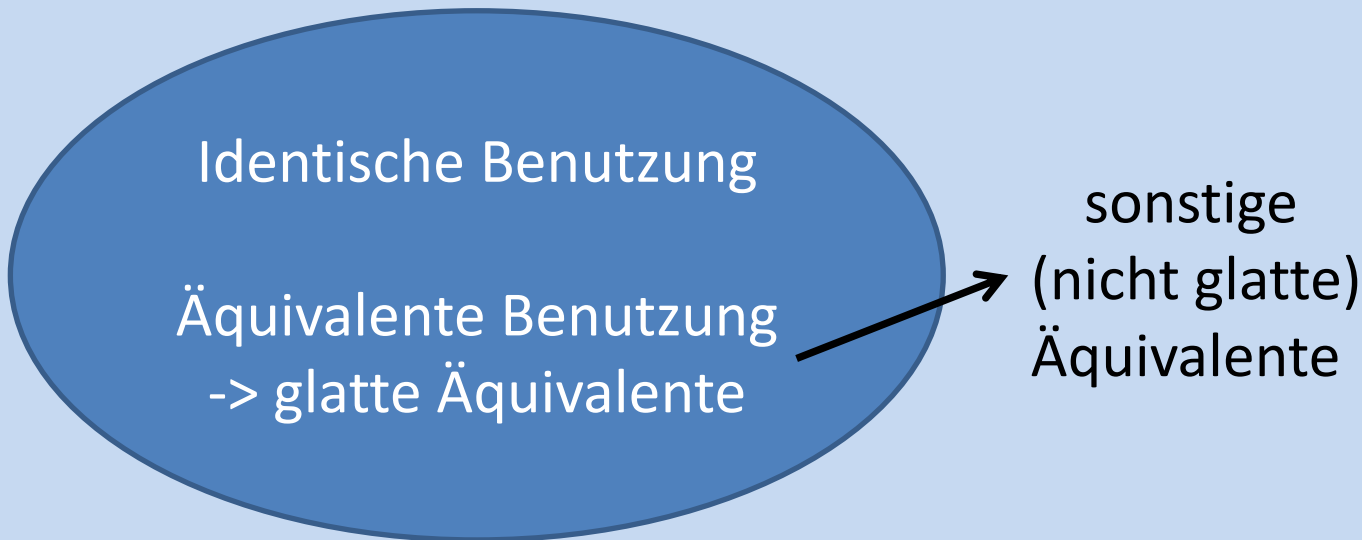 Identische Benutzung
Äquivalente Benutzung
-> glatte Äquivalente
sonstige
(nicht glatte)
Äquivalente